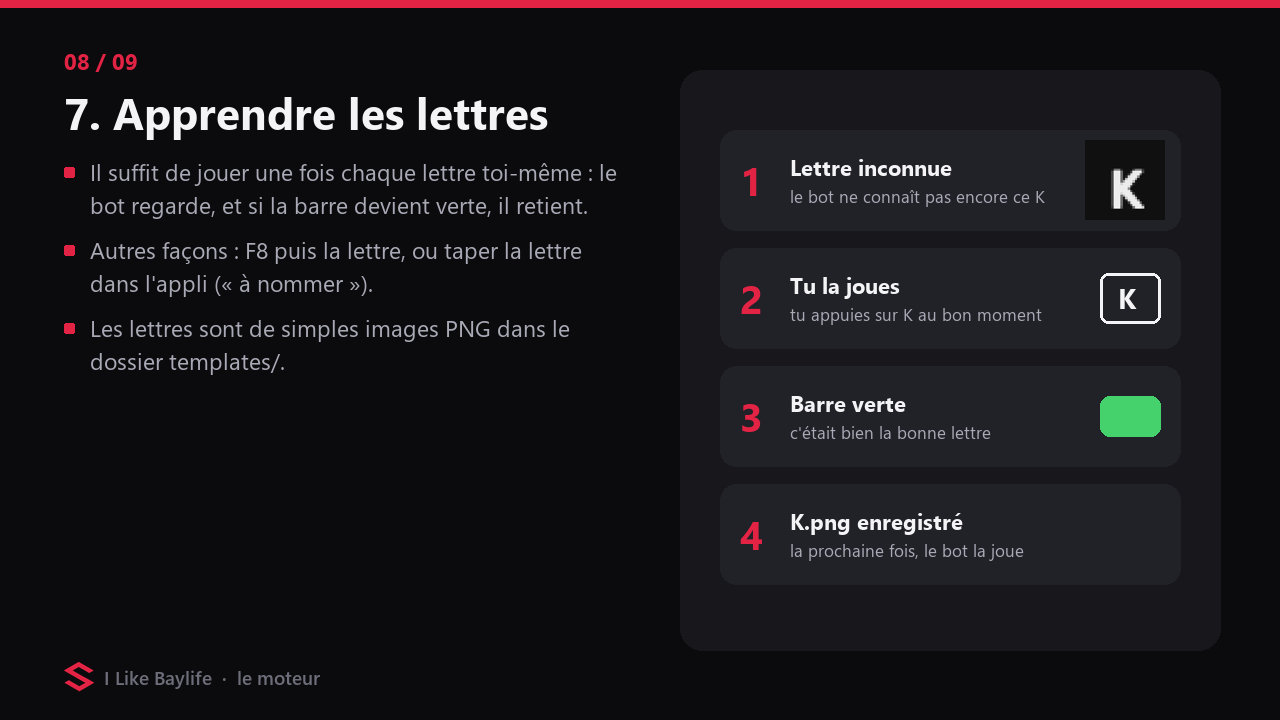 08 / 09
7. Apprendre les lettres
Il suffit de jouer une fois chaque lettre toi-même : le
bot regarde, et si la barre devient verte, il retient.
Autres façons : F8 puis la lettre, ou taper la lettre
dans l'appli (« à nommer »).
Les lettres sont de simples images PNG dans le
dossier templates/.
1
Lettre inconnue
le bot ne connaît pas encore ce K
K
2
Tu la joues
tu appuies sur K au bon moment
K
3
Barre verte
c'était bien la bonne lettre
4
K.png enregistré
la prochaine fois, le bot la joue
I Like Baylife · le moteur